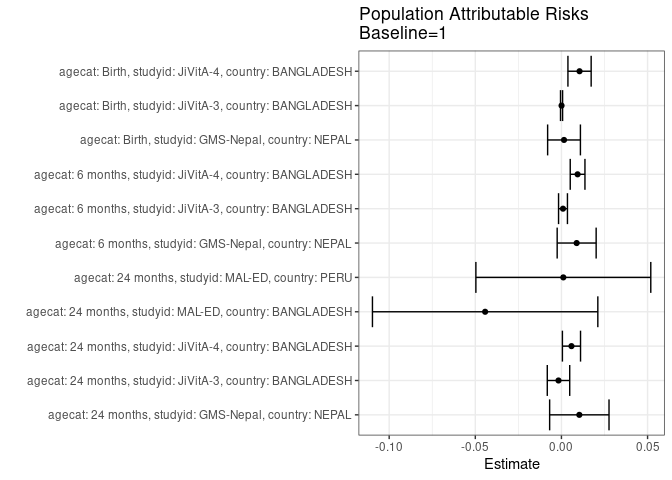 Population Attributable Risks
Baseline=1
agecat: Birth, studyid: JiVitA-4, country: BANGLADESH
agecat: Birth, studyid: JiVitA-3, country: BANGLADESH
agecat: Birth, studyid: GMS-Nepal, country: NEPAL
agecat: 6 months, studyid: JiVitA-4, country: BANGLADESH
agecat: 6 months, studyid: JiVitA-3, country: BANGLADESH
agecat: 6 months, studyid: GMS-Nepal, country: NEPAL
agecat: 24 months, studyid: MAL-ED, country: PERU
agecat: 24 months, studyid: MAL-ED, country: BANGLADESH
agecat: 24 months, studyid: JiVitA-4, country: BANGLADESH
agecat: 24 months, studyid: JiVitA-3, country: BANGLADESH
agecat: 24 months, studyid: GMS-Nepal, country: NEPAL
-0.10 -0.05 0.00 0.05
Estimate